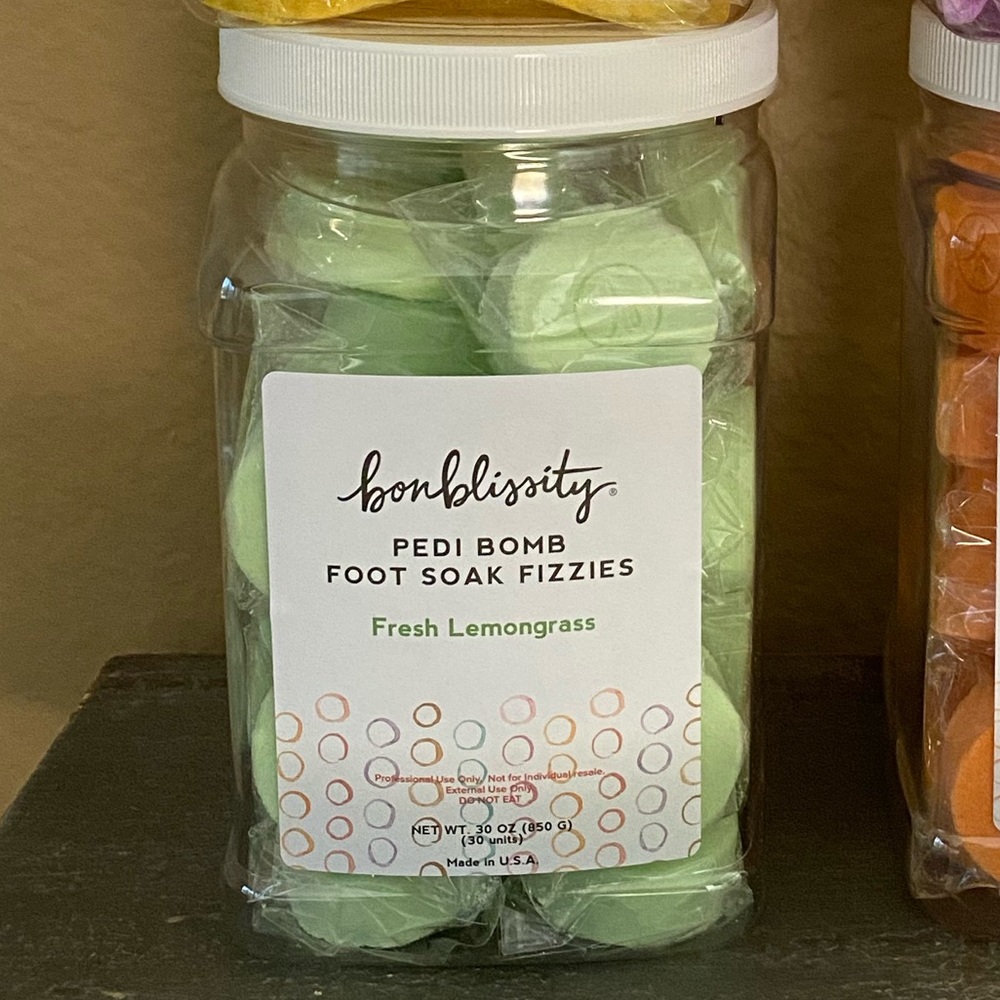 bonblissity®
PEDI BOMB
FOOT SOAK FIZZIES
Fresh Lemongrass
Professional Use Only. Not for Individual resale.
External Use Only
DO NOT EAT
NET WT. 30 OZ (850 G)
(30 units)
Made in U.S.A.